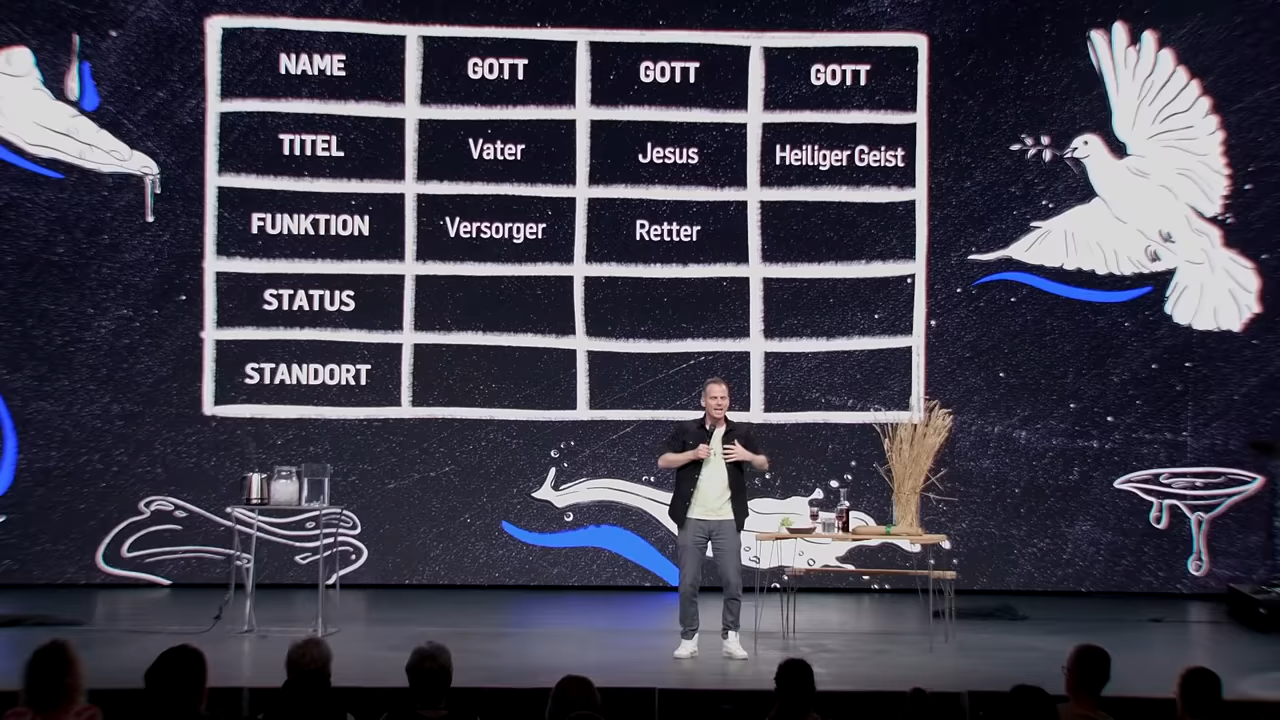 NAME GOTT GOTT GOTT
TITEL Vater Jesus Heiliger Geist
FUNKTION Versorger Retter
STATUS
STANDORT